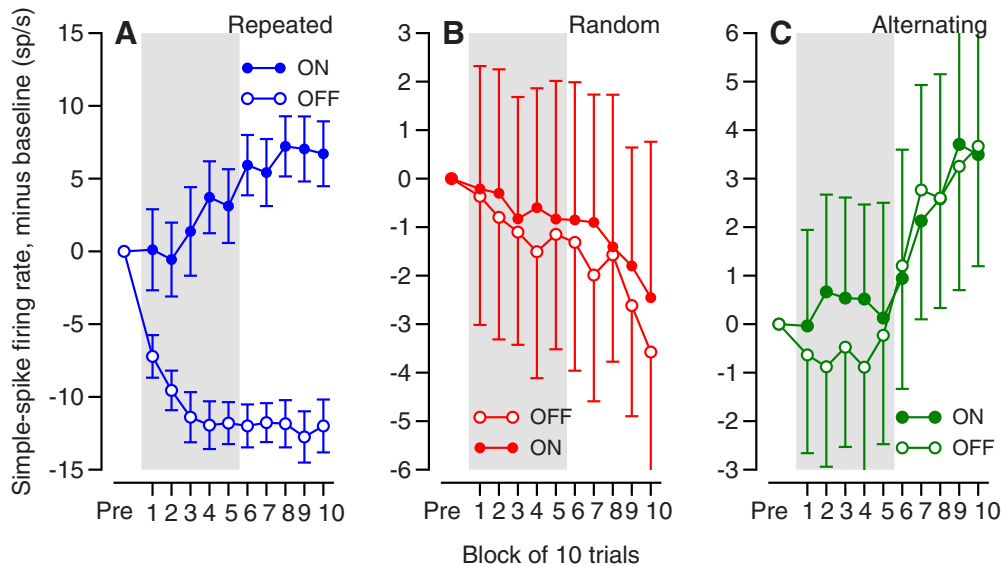 A Repeated
B Random
C Alternating
Simple-spike firing rate, minus baseline (sp/s)
15
10
5
0
-5
-10
-15
ON
OFF
Pre 1 2 3 4 5 6 7 8 9 10
3
2
1
0
-1
-2
-3
-4
-5
-6
OFF
ON
Pre 1 2 3 4 5 6 7 8 9 10
6
5
4
3
2
1
0
-1
-2
-3
ON
OFF
Pre 1 2 3 4 5 6 7 8 9 10
Block of 10 trials